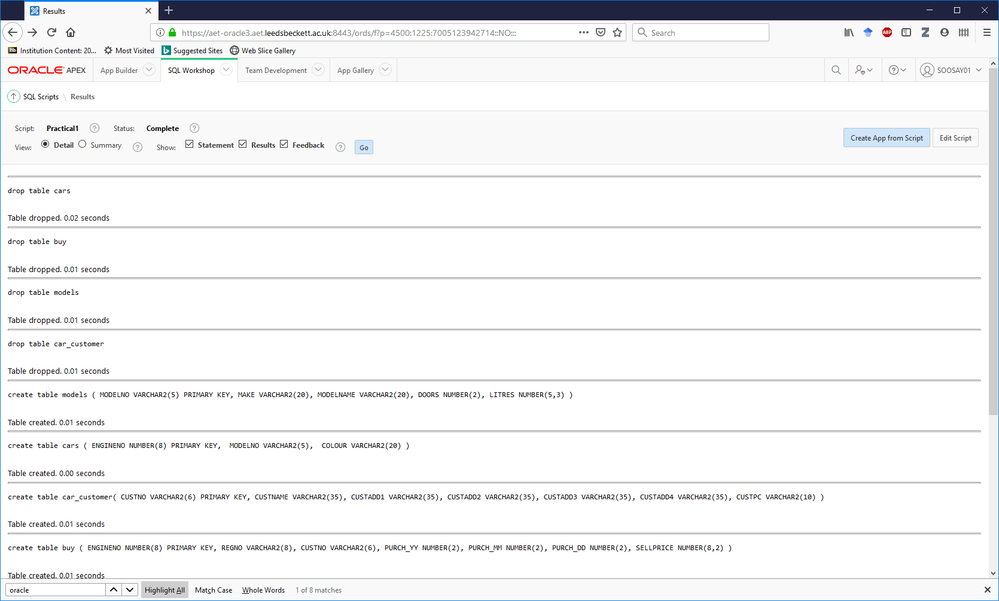 Results
https://aet-oracle3.aet.leedsbeckett.ac.uk:8443/ords/f?p=4500:1225:7005123942714::NO:::
Search
ABP
Z
Bb Institution Content: 20... Most Visited b Suggested Sites Web Slice Gallery
ORACLE APEX App Builder SQL Workshop Team Development App Gallery SOOSAY01
SQL Scripts \ Results
Script: Practical1 ? Status: Complete ?
View: Detail Summary ? Show: Statement Results Feedback ? Go
Create App from Script Edit Script
drop table cars
Table dropped. 0.02 seconds
drop table buy
Table dropped. 0.01 seconds
drop table models
Table dropped. 0.01 seconds
drop table car_customer
Table dropped. 0.01 seconds
create table models ( MODELNO VARCHAR2(5) PRIMARY KEY, MAKE VARCHAR2(20), MODELNAME VARCHAR2(20), DOORS NUMBER(2), LITRES NUMBER(5,3) )
Table created. 0.01 seconds
create table cars ( ENGINENO NUMBER(8) PRIMARY KEY,  MODELNO VARCHAR2(5),  COLOUR VARCHAR2(20) )
Table created. 0.00 seconds
create table car_customer( CUSTNO VARCHAR2(6) PRIMARY KEY, CUSTNAME VARCHAR2(35), CUSTADD1 VARCHAR2(35), CUSTADD2 VARCHAR2(35), CUSTADD3 VARCHAR2(35), CUSTADD4 VARCHAR2(35), CUSTPC VARCHAR2(10) )
Table created. 0.01 seconds
create table buy ( ENGINENO NUMBER(8) PRIMARY KEY, REGNO VARCHAR2(8), CUSTNO VARCHAR2(6), PURCH_YY NUMBER(2), PURCH_MM NUMBER(2), PURCH_DD NUMBER(2), SELLPRICE NUMBER(8,2) )
Table created. 0.01 seconds
oracle Highlight All Match Case Whole Words 1 of 8 matches